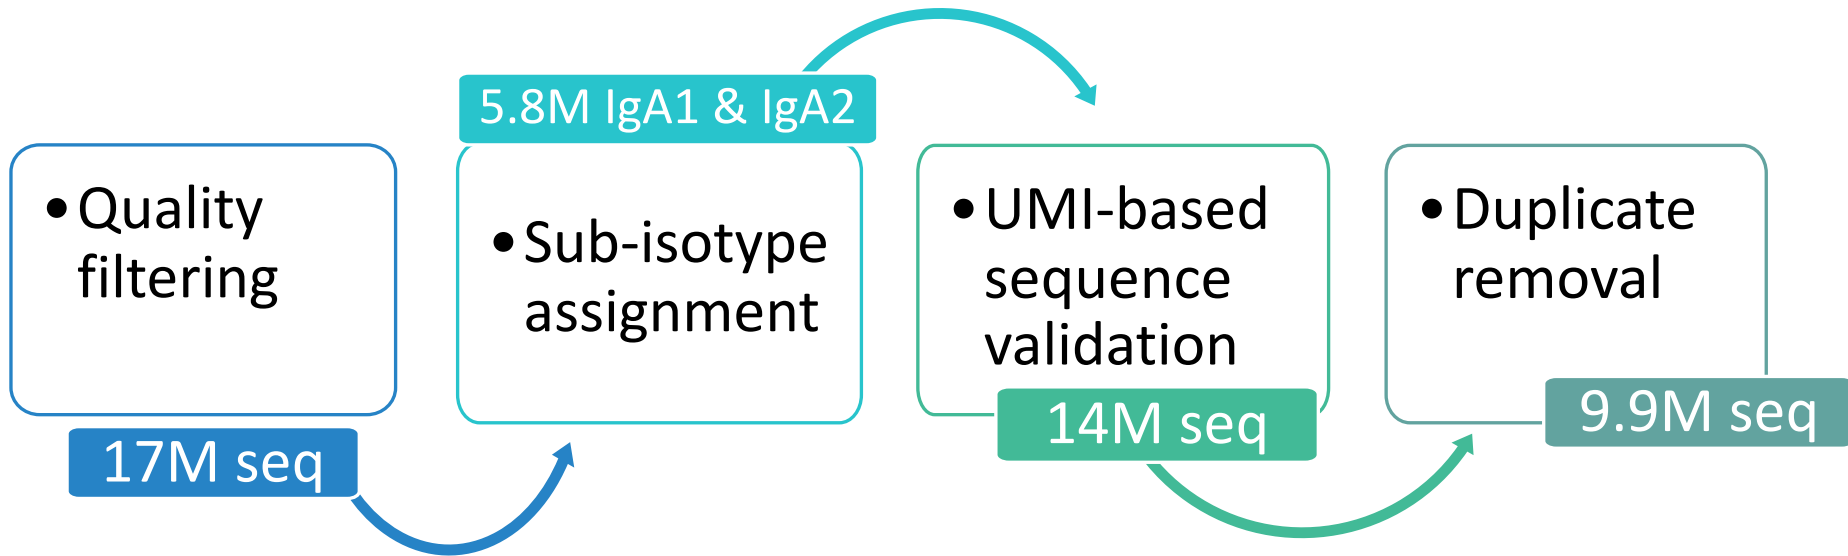 •Quality
filtering
17M seq
5.8M IgA1 & IgA2
•Sub-isotype
assignment
•UMI-based
sequence
validation
14M seq
•Duplicate
removal
9.9M seq